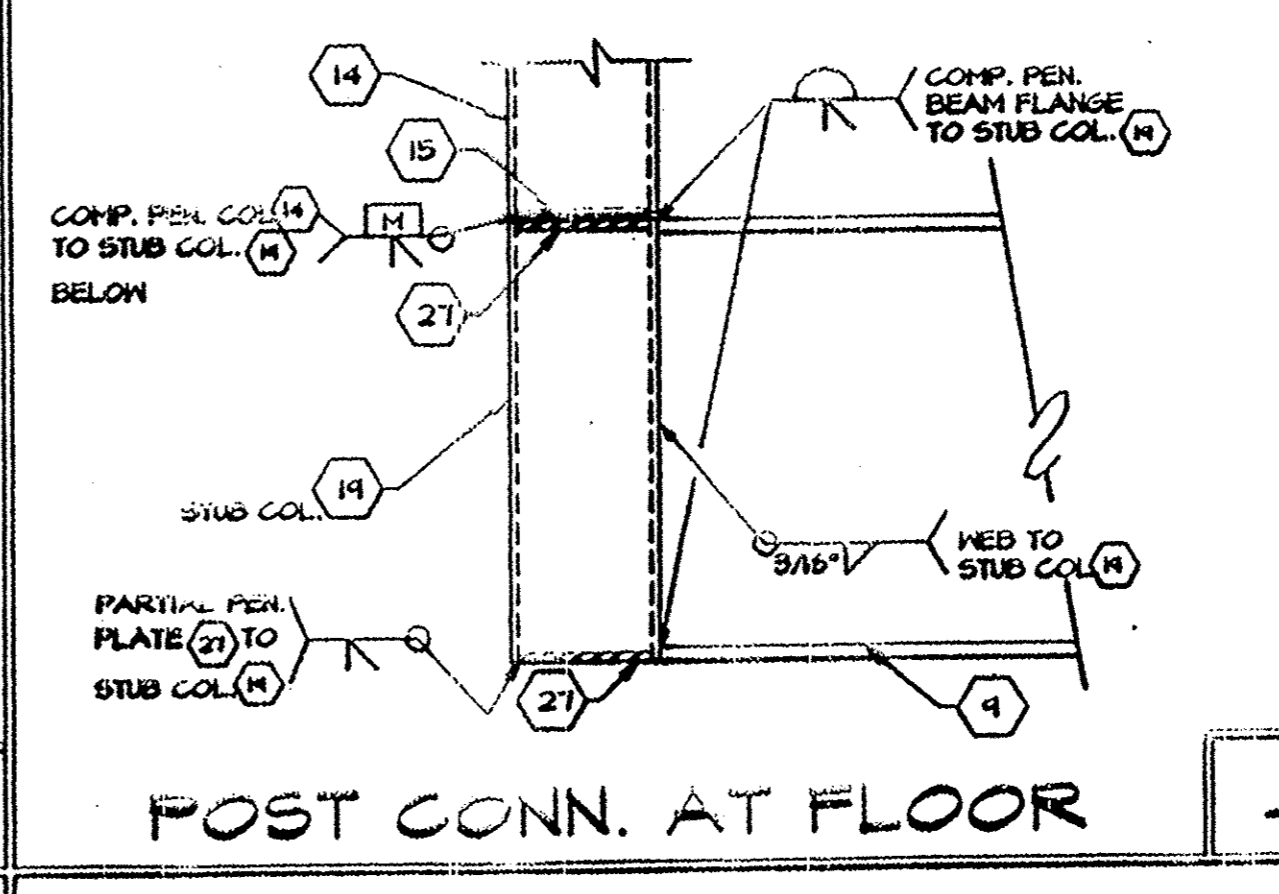 14
COMP. PEN.
BEAM FLANGE
TO STUB COL. 19
15
COMP. PEN. COL. 14
TO STUB COL.
BELOW
M
27
STUB COL. 19
3/16"
WEB TO
STUB COL. 19
PARTIAL PEN.
PLATE 27 TO
STUB COL. 19
27
9
POST CONN. AT FLOOR